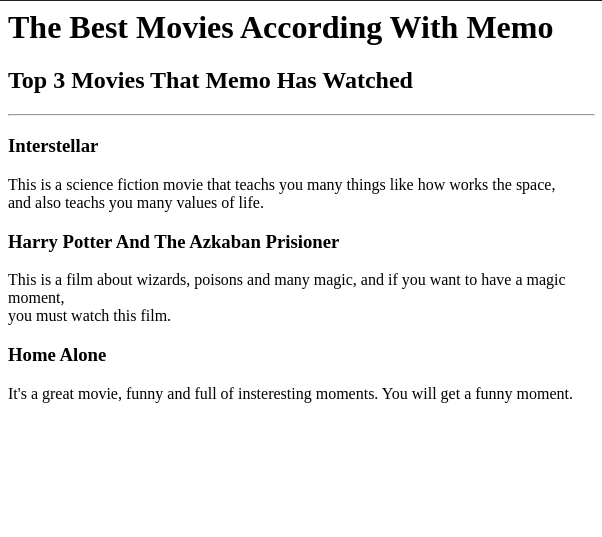 The Best Movies According With Memo
Top 3 Movies That Memo Has Watched
Interstellar
This is a science fiction movie that teachs you many things like how works the space,
and also teachs you many values of life.
Harry Potter And The Azkaban Prisioner
This is a film about wizards, poisons and many magic, and if you want to have a magic
moment,
you must watch this film.
Home Alone
It's a great movie, funny and full of insteresting moments. You will get a funny moment.